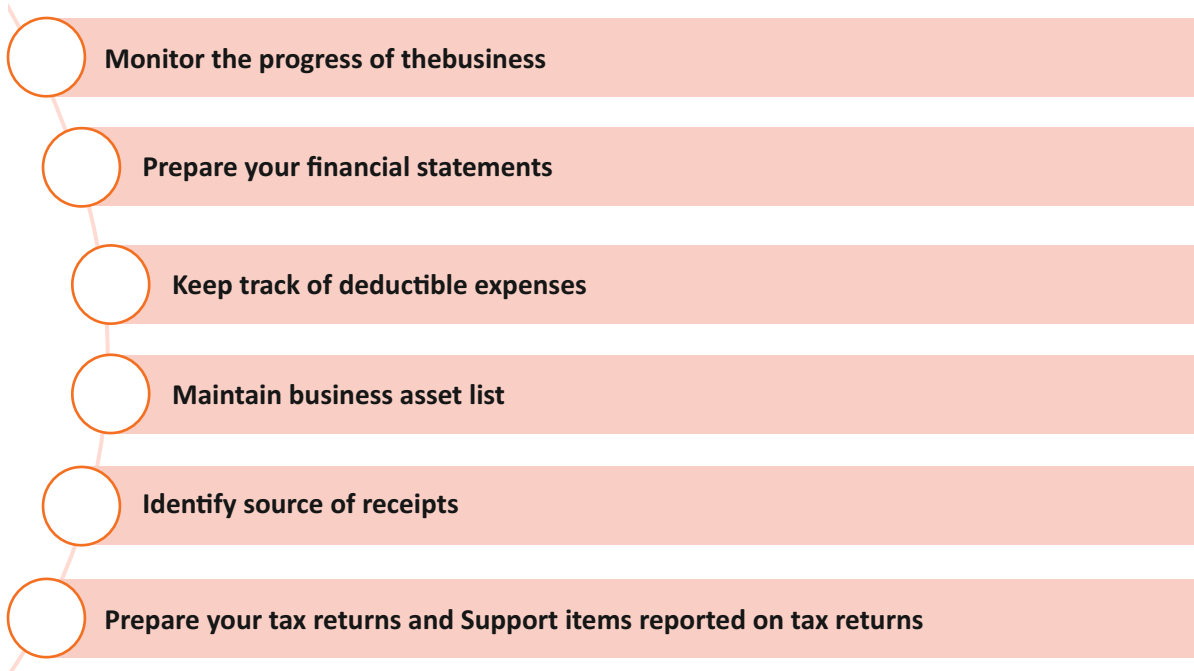 Monitor the progress of thebusiness
Prepare your financial statements
Keep track of deductible expenses
Maintain business asset list
Identify source of receipts
Prepare your tax returns and Support items reported on tax returns